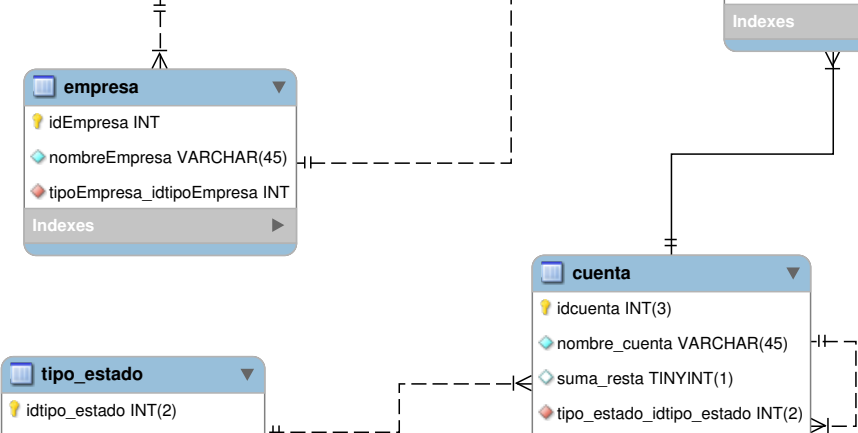 Indexes
empresa
idEmpresa INT
nombreEmpresa VARCHAR(45)
tipoEmpresa_idtipoEmpresa INT
Indexes
cuenta
idcuenta INT(3)
nombre_cuenta VARCHAR(45)
suma_resta TINYINT(1)
tipo_estado_idtipo_estado INT(2)
tipo_estado
idtipo_estado INT(2)